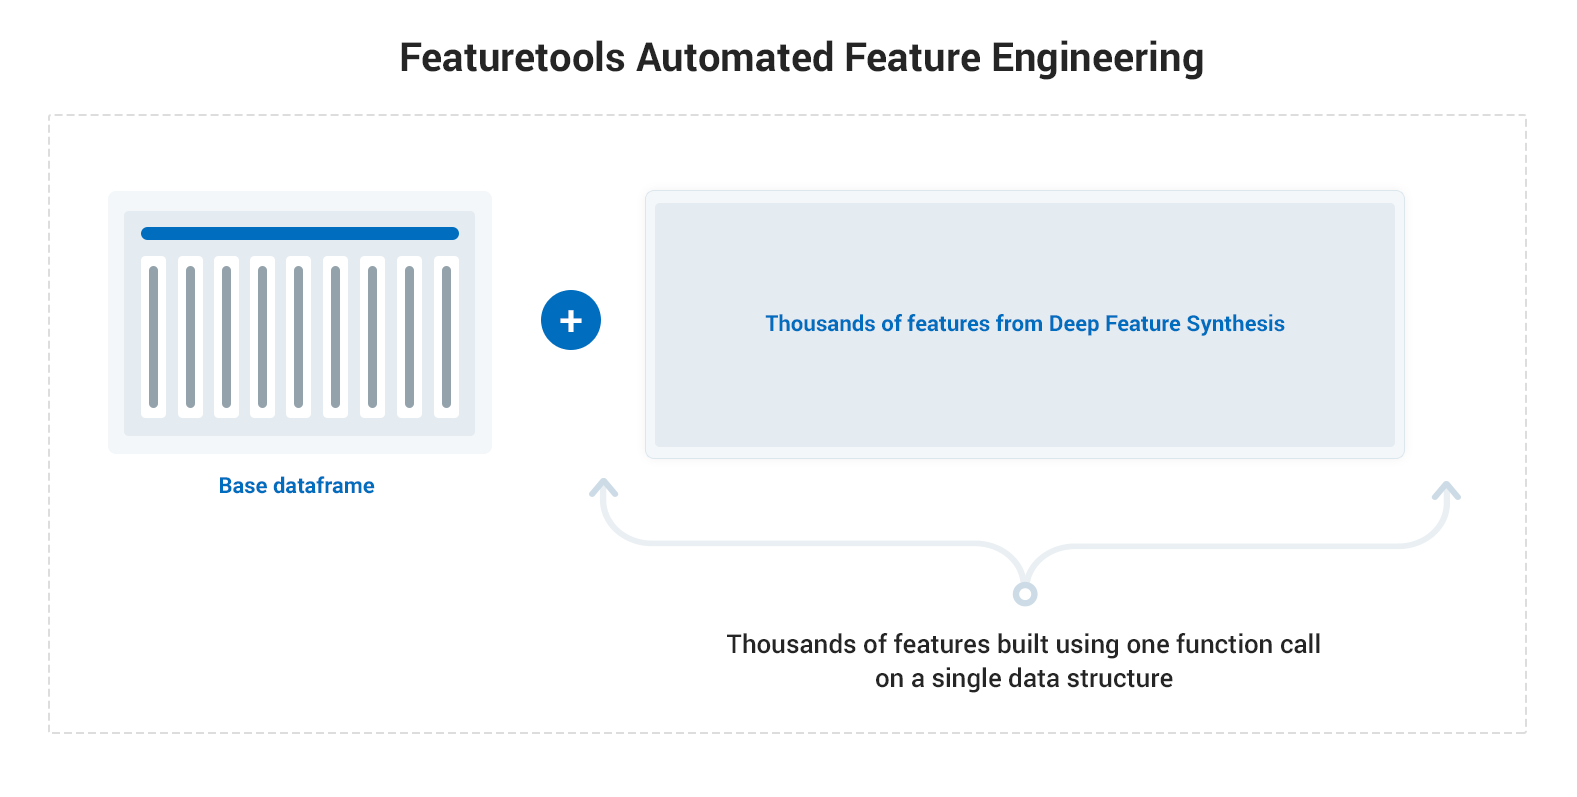 Featuretools Automated Feature Engineering
Thousands of features from Deep Feature Synthesis
Base dataframe
Thousands of features built using one function call
on a single data structure